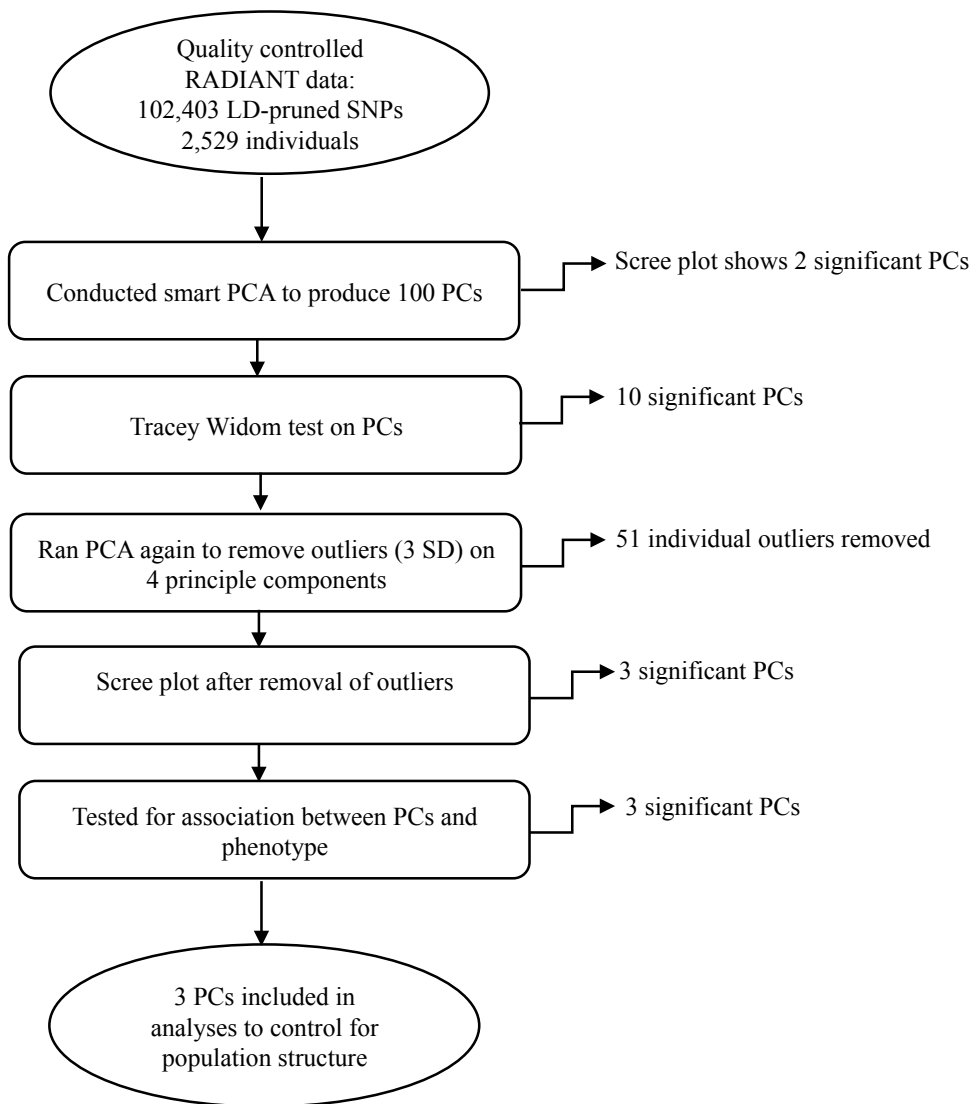 Quality controlled
RADIANT data:
102,403 LD-pruned SNPs
2,529 individuals
Conducted smart PCA to produce 100 PCs
Scree plot shows 2 significant PCs
Tracey Widom test on PCs
10 significant PCs
Ran PCA again to remove outliers (3 SD) on
4 principle components
51 individual outliers removed
Scree plot after removal of outliers
3 significant PCs
Tested for association between PCs and
phenotype
3 significant PCs
3 PCs included in
analyses to control for
population structure